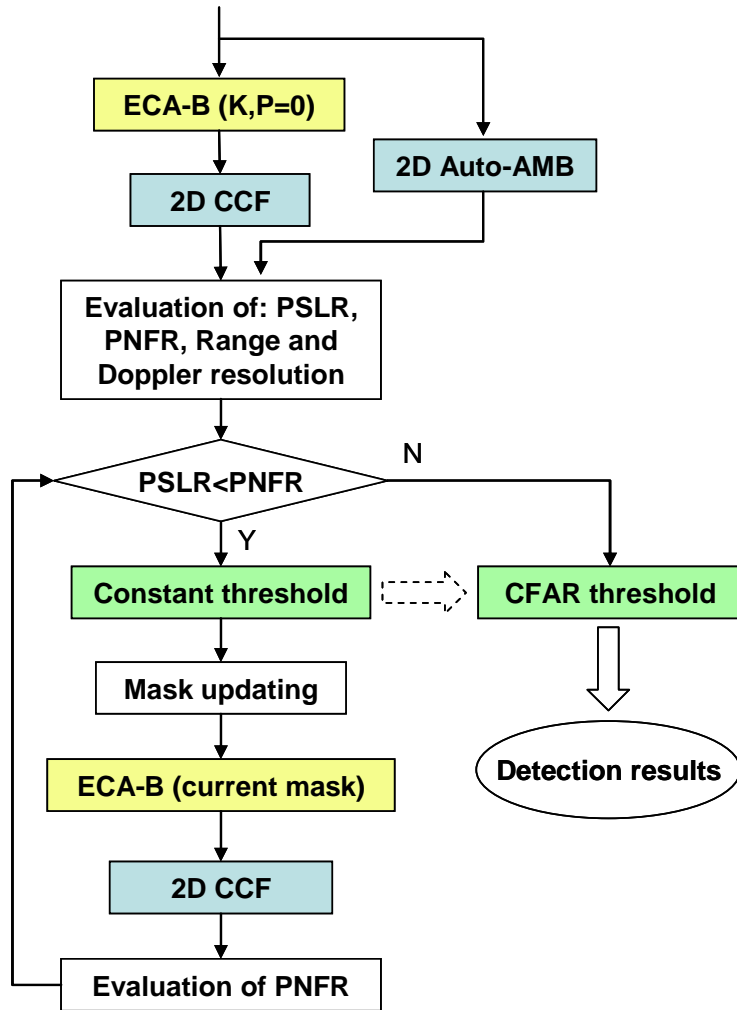 ECA-B (K,P=0)
2D Auto-AMB
2D CCF
Evaluation of: PSLR,
PNFR, Range and
Doppler resolution
PSLR<PNFR
N
Y
Constant threshold
CFAR threshold
Mask updating
ECA-B (current mask)
Detection results
2D CCF
Evaluation of PNFR